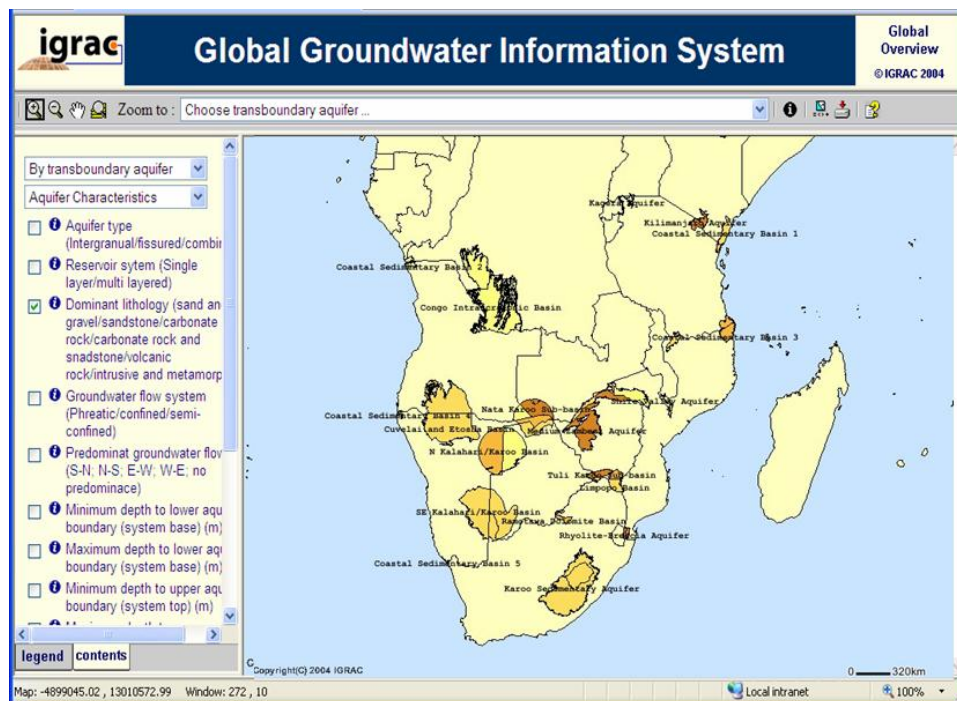 igrac
Global Groundwater Information System
Global
Overview
© IGRAC 2004
Zoom to : Choose transboundary aquifer ...
By transboundary aquifer
Aquifer Characteristics
Aquifer type
(Intergranual/fissured/combin
Reservoir sytem (Single
layer/multi layered)
Dominant lithology (sand an
gravel/sandstone/carbonate
rock/carbonate rock and
snadstone/volcanic
rock/intrusive and metamorp
Groundwater flow system
(Phreatic/confined/semi-
confined)
Predominat groundwater flow
(S-N; N-S; E-W; W-E; no
predominace)
Minimum depth to lower aqu
boundary (system base) (m)
Maximum depth to lower aqu
boundary (system base) (m)
Minimum depth to upper aqu
boundary (system top) (m)
legend
contents
Kagera Aquifer
Kilimanjaro Aquifer
Coastal Sedimentary Basin 1
Coastal Sedimentary Basin 2
Congo Intracratonic Basin
Coastal Sedimentary Basin 3
Shire Valley Aquifer
Nata Karoo Sub-basin
Coastal Sedimentary Basin 4
Cuvelai and Etosha Basin
Medium Zambezi Aquifer
N Kalahari/Karoo Basin
Tuli Karoo Sub-basin
Limpopo Basin
SE Kalahari/Karoo Basin
Ramotswa Dolomite Basin
Rhyolite-Breccia Aquifer
Coastal Sedimentary Basin 5
Karoo Sedimentary Aquifer
Copyright(C) 2004 IGRAC
0 320km
Map: -4899045.02 , 13010572.99 Window: 272 , 10
Local intranet
100%